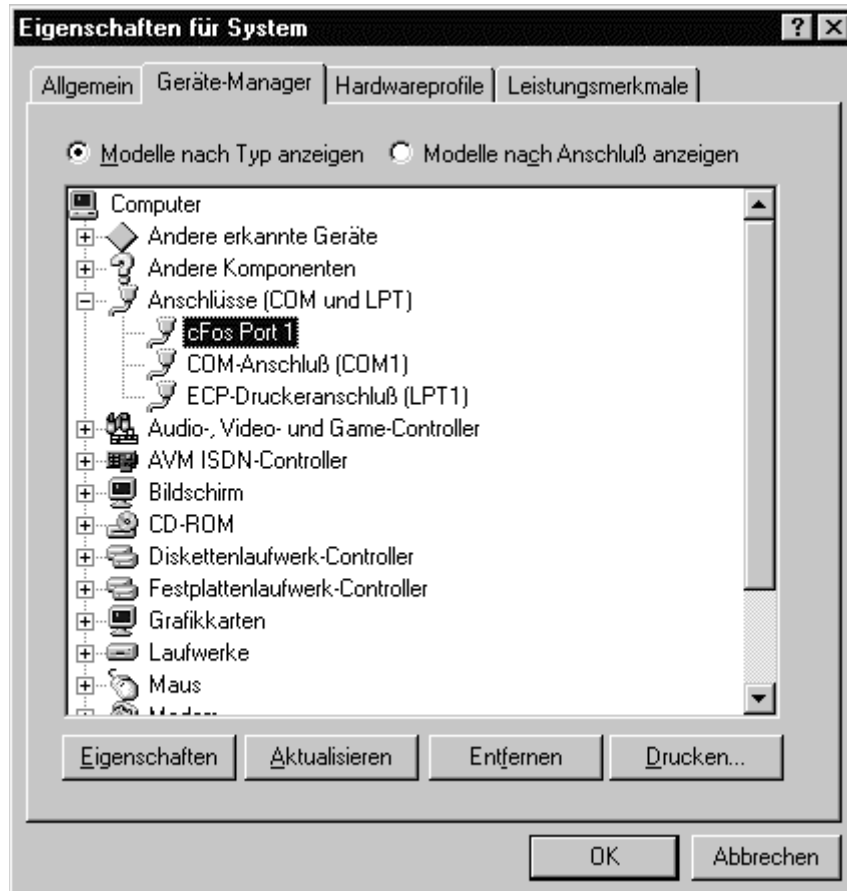 Eigenschaften für System
Allgemein Geräte-Manager Hardwareprofile Leistungsmerkmale
Modelle nach Typ anzeigen Modelle nach Anschluß anzeigen
Computer
Andere erkannte Geräte
Andere Komponenten
Anschlüsse (COM und LPT)
cFos Port 1
COM-Anschluß (COM1)
ECP-Druckeranschluß (LPT1)
Audio-, Video- und Game-Controller
AVM ISDN-Controller
Bildschirm
CD-ROM
Diskettenlaufwerk-Controller
Festplattenlaufwerk-Controller
Grafikkarten
Laufwerke
Maus
Eigenschaften Aktualisieren Entfernen Drucken...
OK Abbrechen